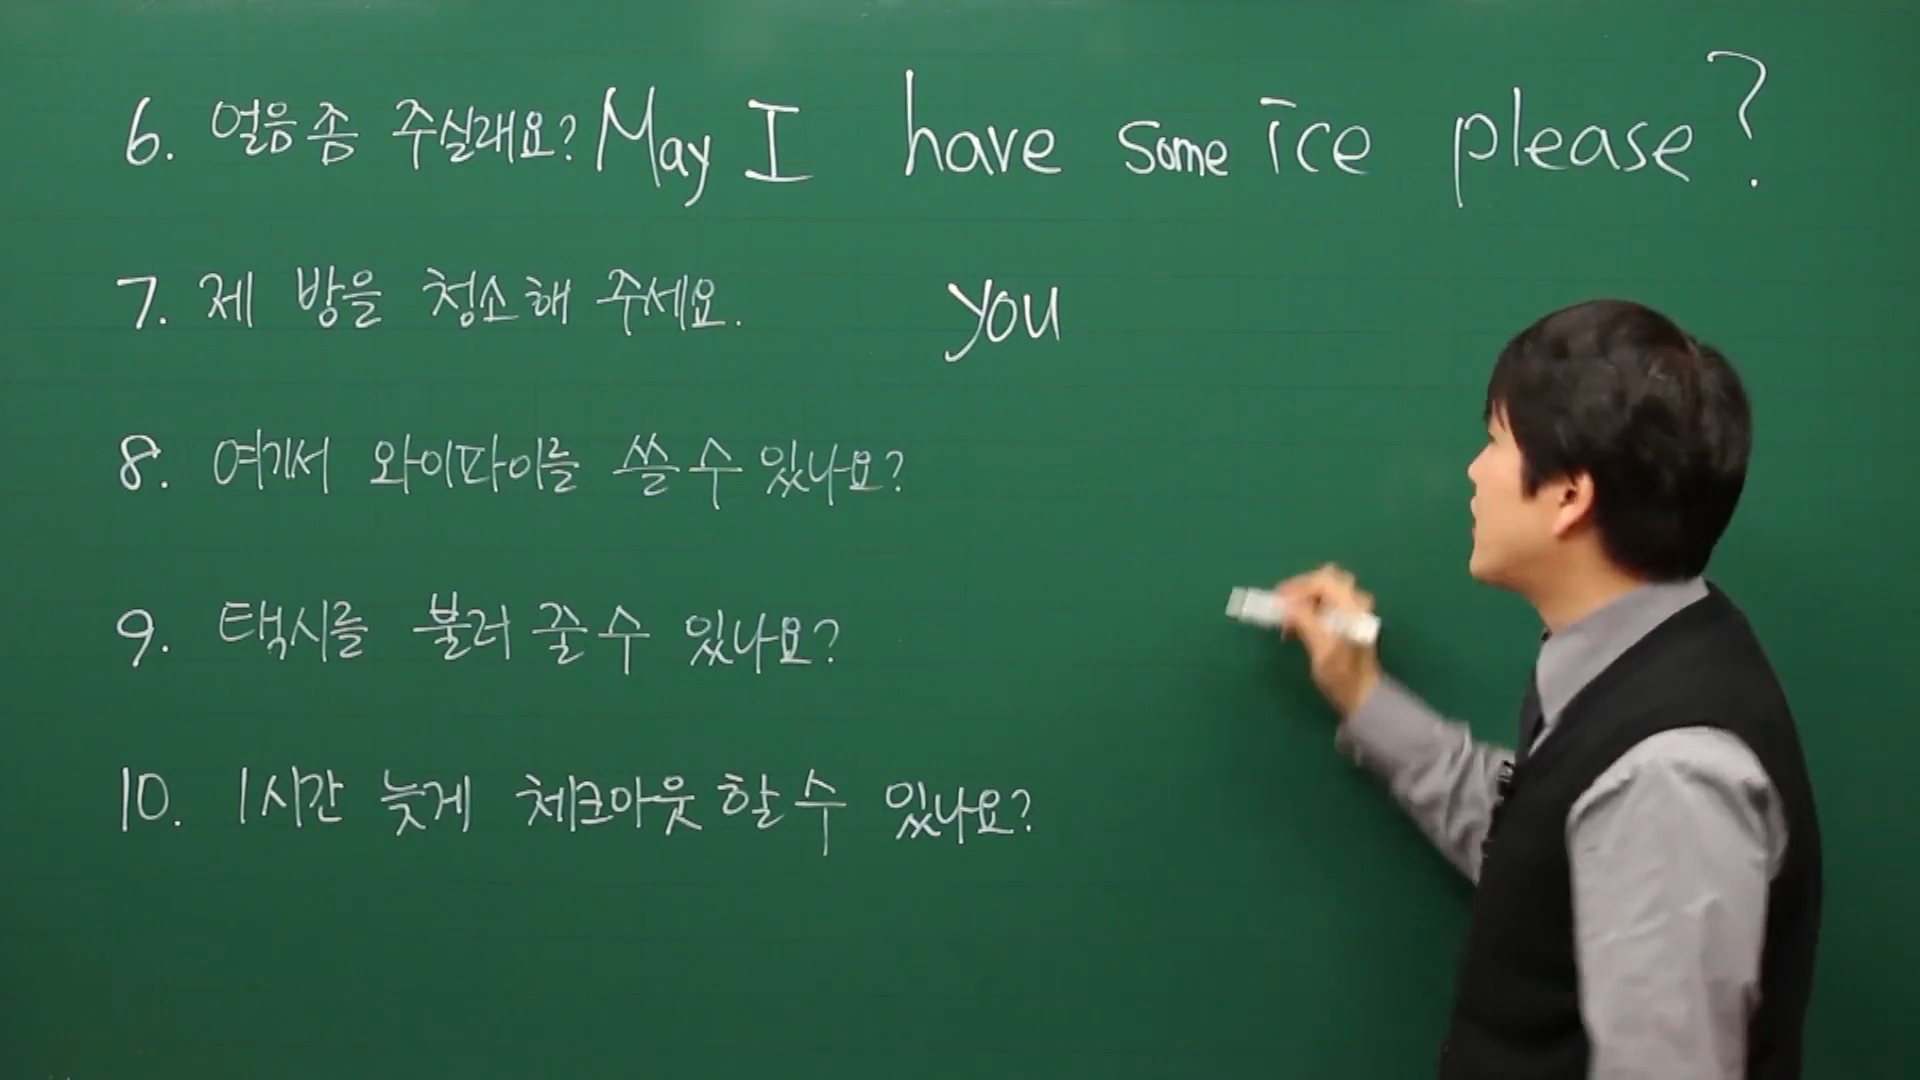 6. 얼음 좀 주실래요? May I have some ice please?
7. 제 방을 청소해 주세요. you
8. 여기서 와이파이를 쓸 수 있나요?
9. 택시를 불러 줄 수 있나요?
10. 1시간 늦게 체크아웃 할 수 있나요?